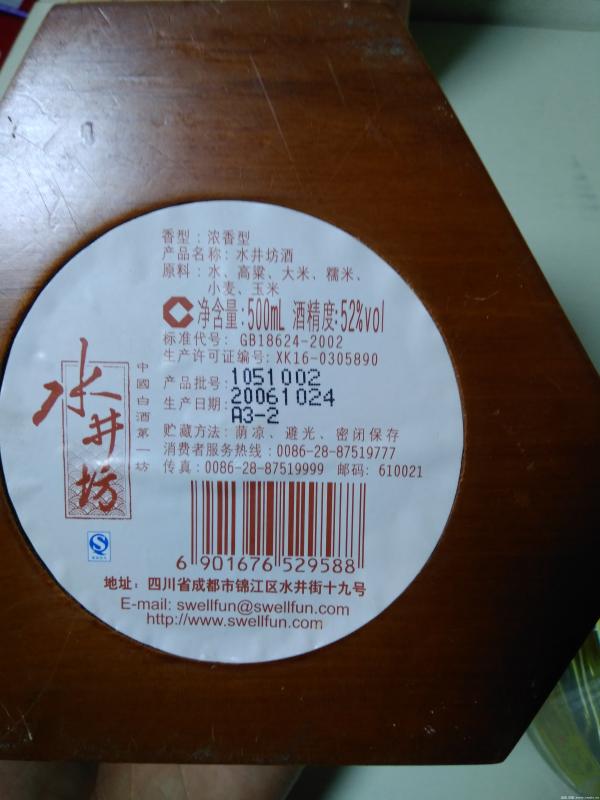 香型：浓香型
产品名称：水井坊酒
原料：水、高粱、大米、糯米、
小麦、玉米
净含量:500mL 酒精度:52%vol
标准代号：GB18624-2002
生产许可证编号：XK16-0305890
产品批号：1051002
生产日期：20061024
A3-2
贮藏方法：荫凉、避光、密闭保存
消费者服务热线：0086-28-87519777
传真：0086-28-87519999 邮码：610021
水井坊
中國白酒第一坊
6 901676 529588
地址：四川省成都市锦江区水井街十九号
E-mail: swellfun@swellfun.com
http://www.swellfun.com